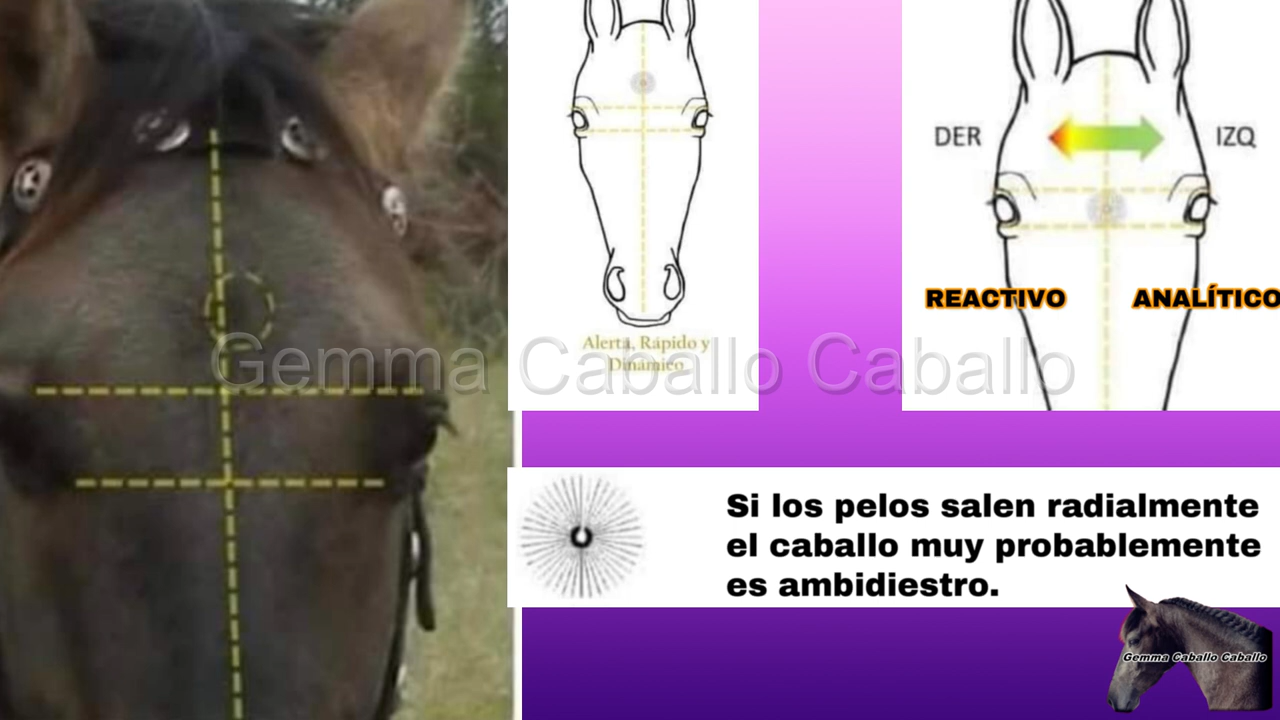 DER
IZQ
REACTIVO
ANALÍTICO
Alerta, Rápido y
Dinámico
Gemma Caballo Caballo
Si los pelos salen radialmente
el caballo muy probablemente
es ambidiestro.
Gemma Caballo Caballo